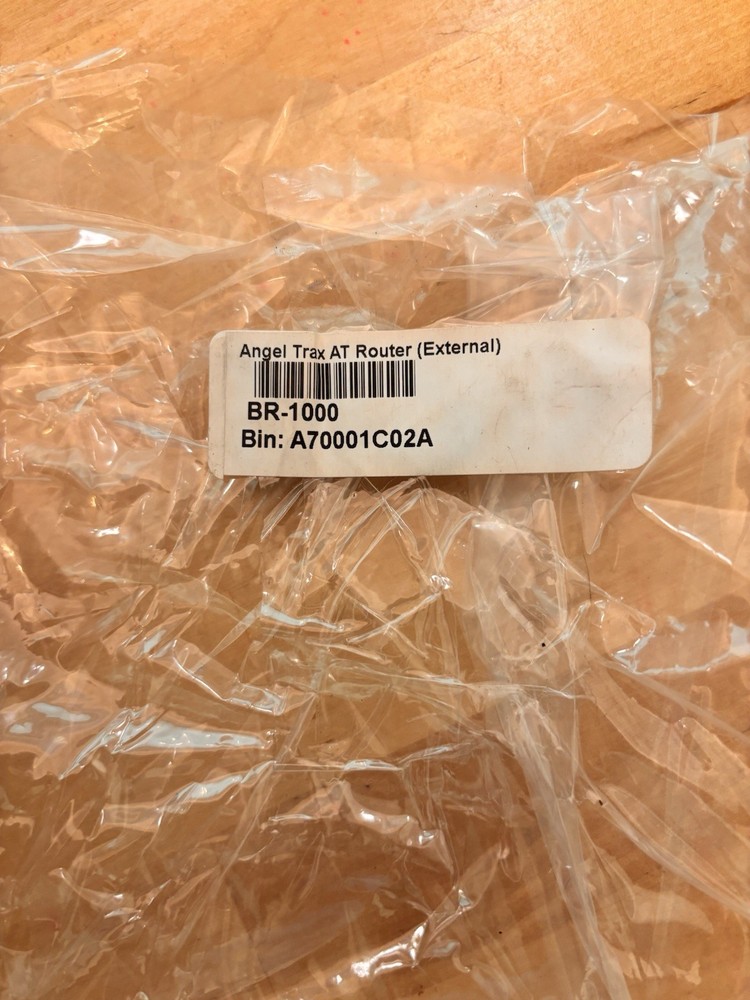 Angel Trax AT Router (External)
BR-1000
Bin: A70001C02A